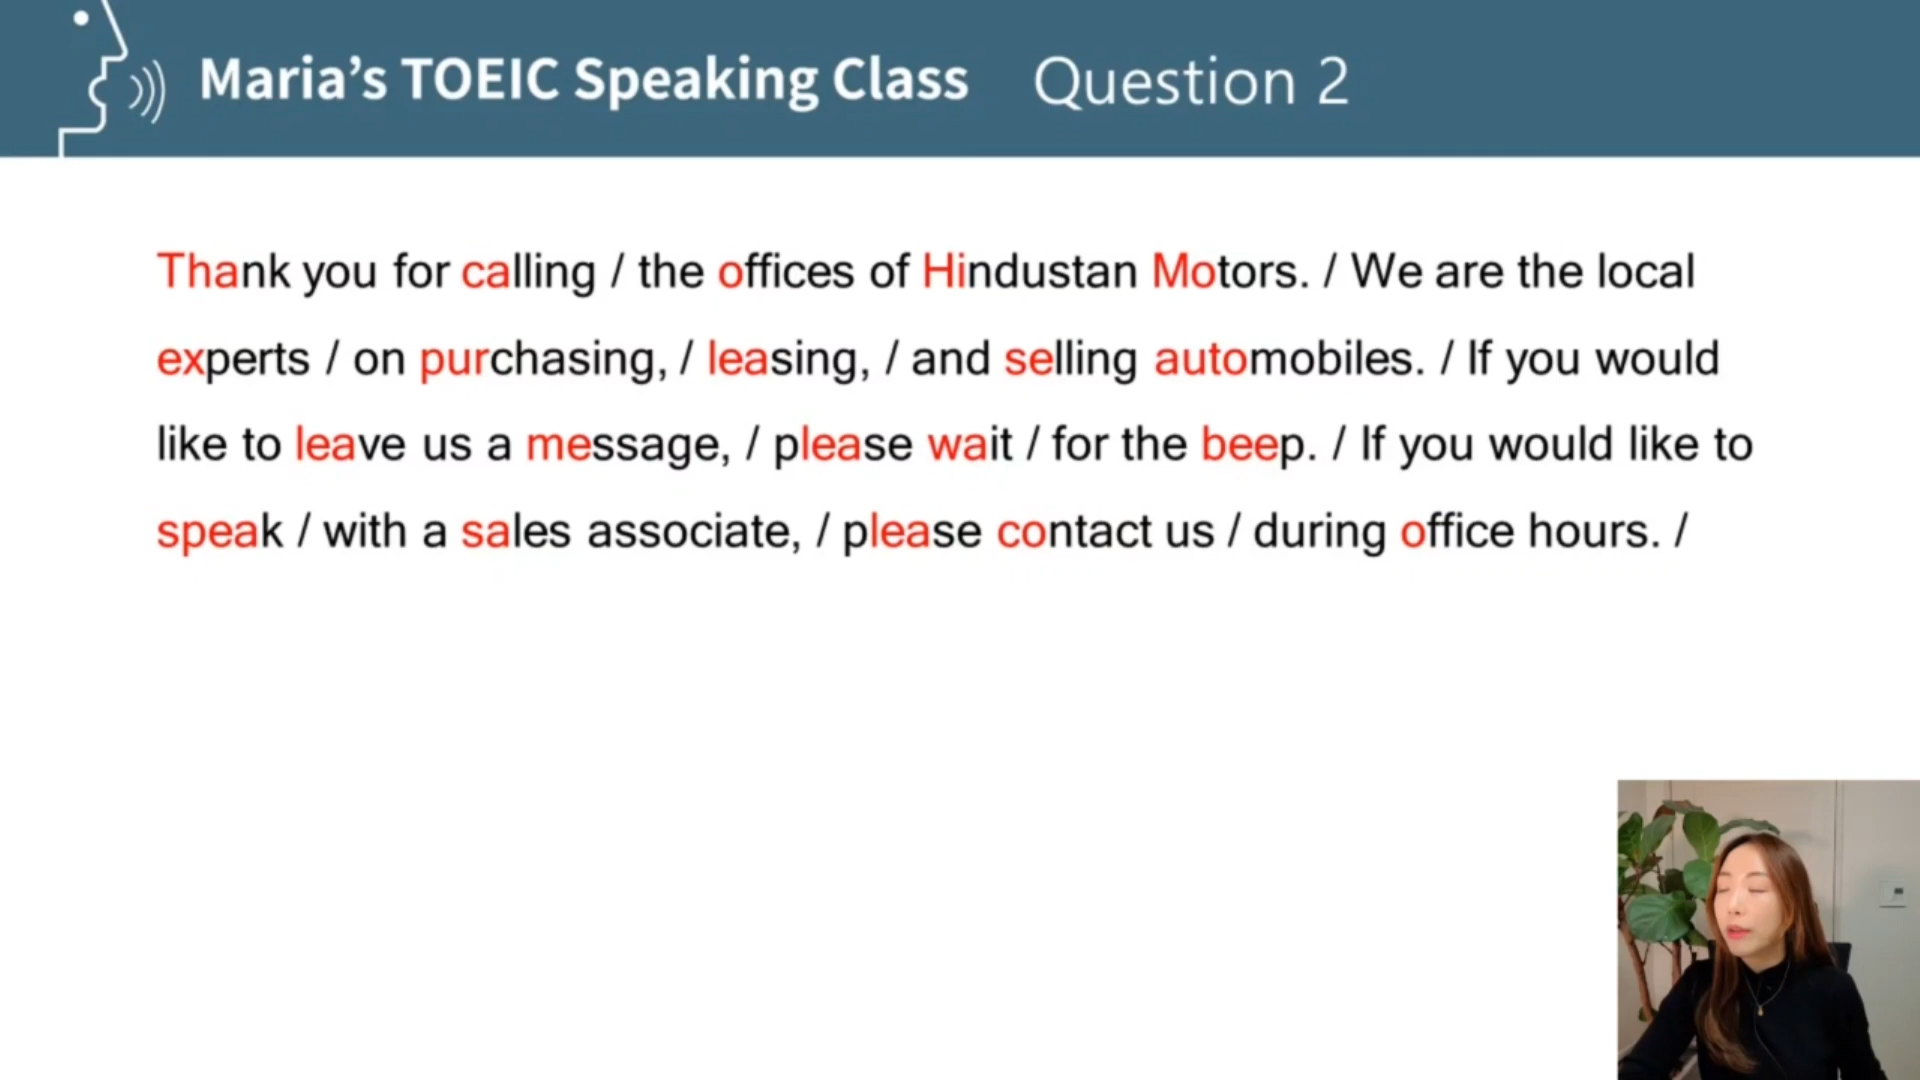 Maria's TOEIC Speaking Class Question 2
Thank you for calling / the offices of Hindustan Motors. / We are the local
experts / on purchasing, / leasing, / and selling automobiles. / If you would
like to leave us a message, / please wait / for the beep. / If you would like to
speak / with a sales associate, / please contact us / during office hours. /